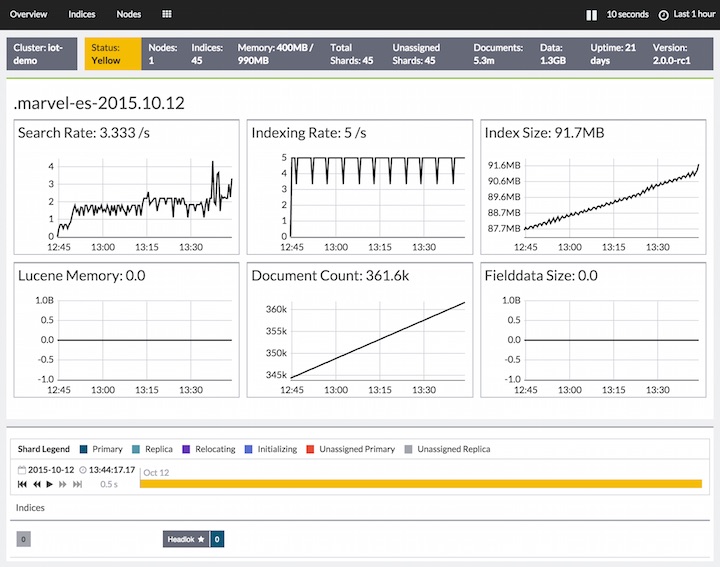 Overview Indices Nodes 10 seconds Last 1 hour
Cluster: iot-demo Status: Yellow Nodes: 1 Indices: 45 Memory: 400MB / 990MB Total Shards: 45 Unassigned Shards: 45 Documents: 5.3m Data: 1.3GB Uptime: 21 days Version: 2.0.0-rc1
.marvel-es-2015.10.12
Search Rate: 3.333 /s
4
3
2
1
0
12:45 13:00 13:15 13:30
Indexing Rate: 5 /s
5
4
3
2
1
0
12:45 13:00 13:15 13:30
Index Size: 91.7MB
91.6MB
90.6MB
89.6MB
88.7MB
87.7MB
12:45 13:00 13:15 13:30
Lucene Memory: 0.0
1.0B
0.5
0.0
-0.5
-1.0
12:45 13:00 13:15 13:30
Document Count: 361.6k
360k
355k
350k
345k
12:45 13:00 13:15 13:30
Fielddata Size: 0.0
1.0B
0.5
0.0
-0.5
-1.0
12:45 13:00 13:15 13:30
Shard Legend Primary Replica Relocating Initializing Unassigned Primary Unassigned Replica
2015-10-12 13:44:17.17 Oct 12
0.5 s
Indices
0 Headlok 0